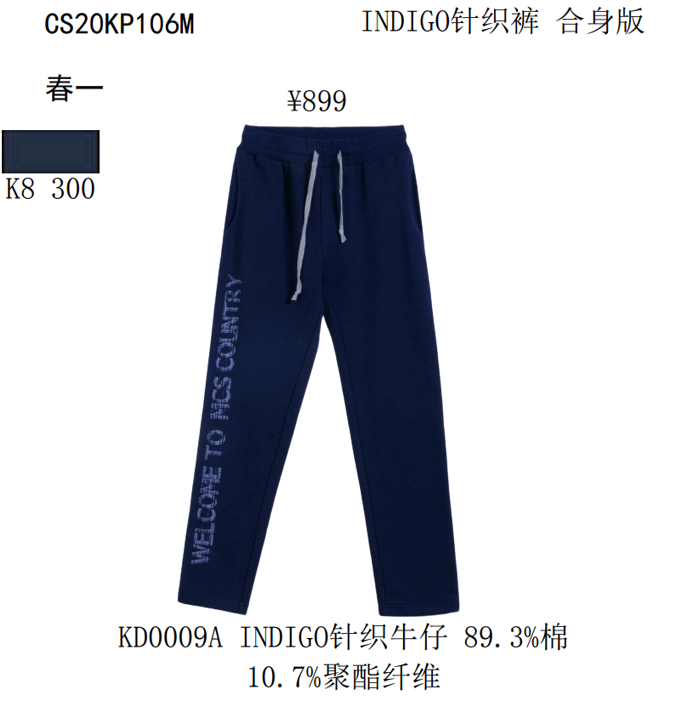 CS20KP106M
INDIGO针织裤 合身版
春一
¥899
K8 300
WELCOME TO MCS COUNTRY
KD0009A INDIGO针织牛仔 89.3%棉
10.7%聚酯纤维